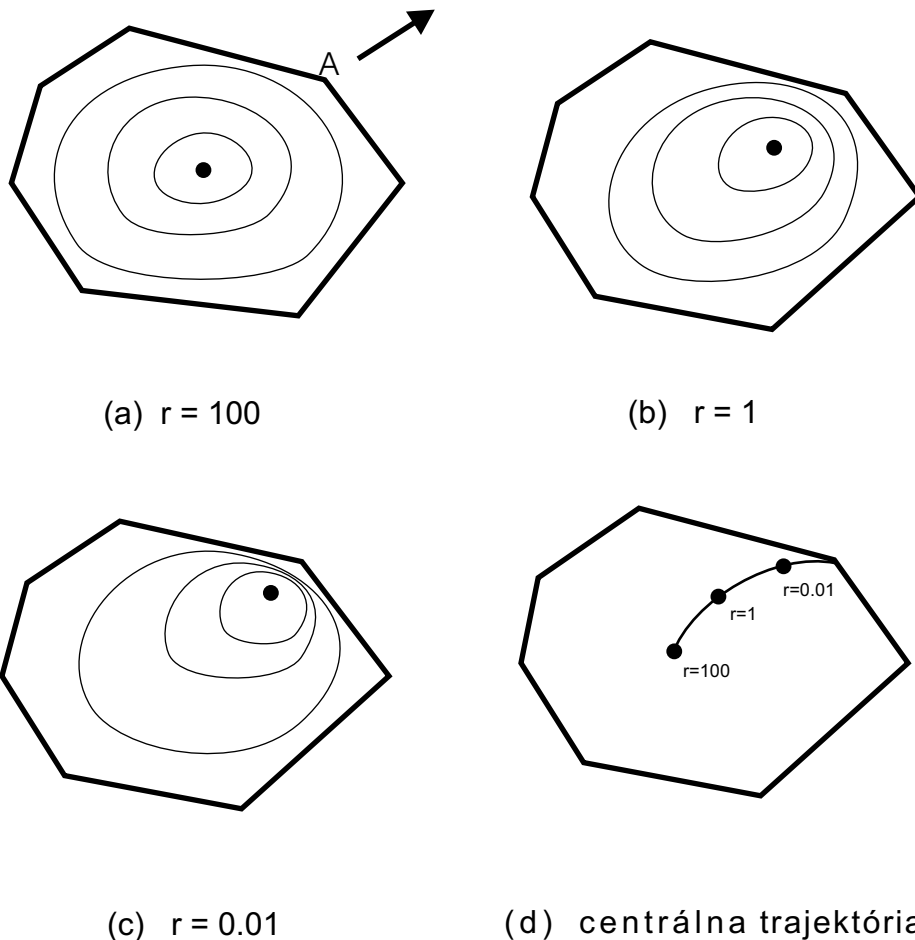 A
(a) r = 100
(b) r = 1
r=0.01
r=1
r=100
(c) r = 0.01
(d) centrálna trajektória